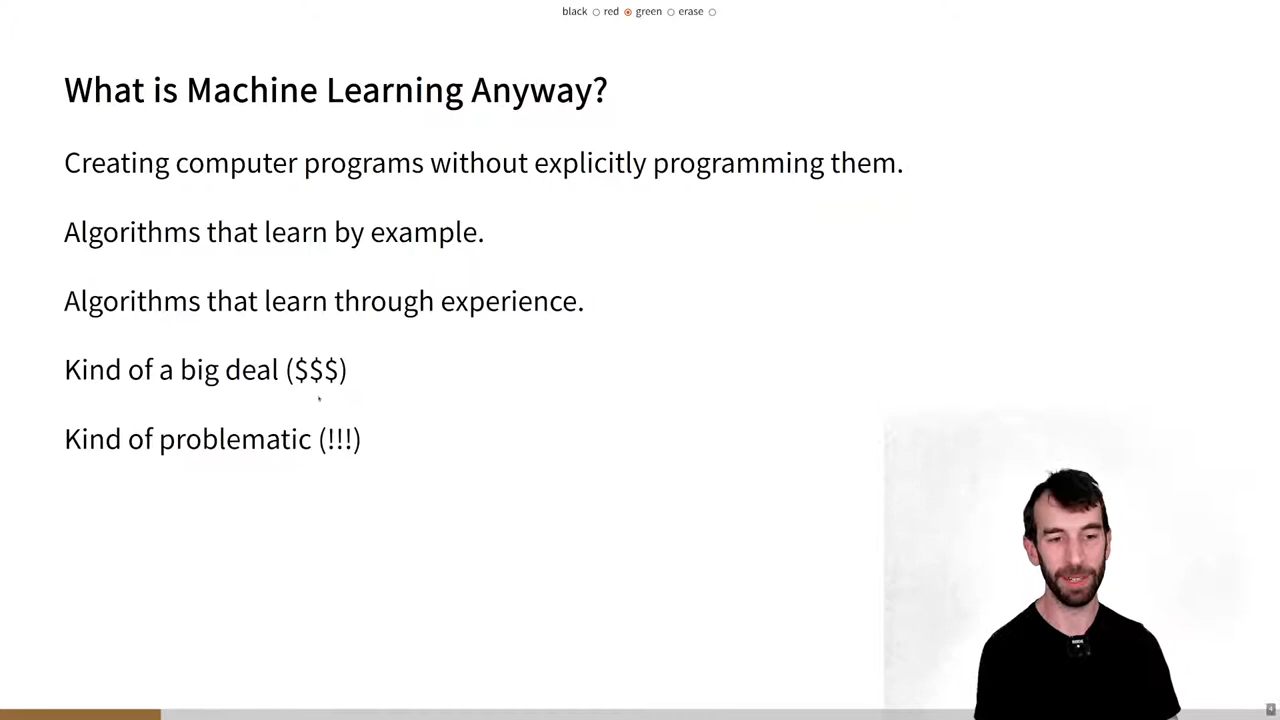 black red green erase
What is Machine Learning Anyway?
Creating computer programs without explicitly programming them.
Algorithms that learn by example.
Algorithms that learn through experience.
Kind of a big deal ($$$)
Kind of problematic (!!!)
4